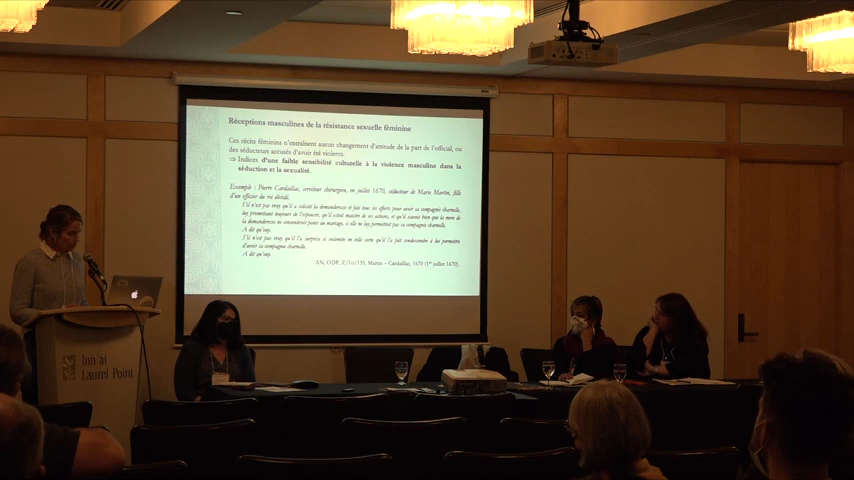 Réceptions masculines de la résistance sexuelle féminine
Ces récits féminins n'entraînent aucun changement d'attitude de la part de l'official, ou
des séducteurs accusés d'avoir été violents.
⇒ Indices d'une faible sensibilité culturelle à la violence masculine dans la
séduction et la sexualité.
Exemple : Pierre Cardaillac, serviteur chirurgien, en juillet 1670, séducteur de Marie Martin, fille
d'un officier du roi décédé.
S'il n'est pas vray qu'il a solicité la demanderesse et fait tous ses efforts pour avoir sa compagnie charnelle,
luy promettant toujours de l'espouser, qu'il estoit maistre de ses actions, et qu'il scavoit bien que la mere de
la demanderesse ne consentiroit point au mariage, si elle ne luy permettoit pas sa compagnie charnelle.
A dit qu'ouy.
S'il n'est pas vray qu'il l'a surprise et en telle sorte qu'il l'a fait condescendre à lui permettre
d'avoir sa compagnie charnelle.
A dit qu'ouy.
AN, GDP, Z/1o/135, Martin – Cardaillac, 1670 (1er juillet 1670).
Inn at
Laurel Point